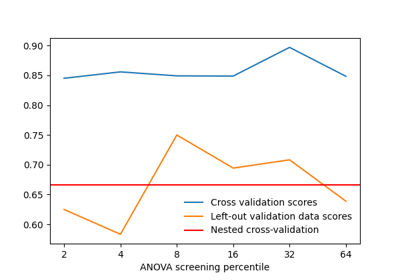 0.90
0.85
0.80
0.75
0.70
0.65
0.60
Cross validation scores
Left-out validation data scores
Nested cross-validation
2 4 8 16 32 64
ANOVA screening percentile